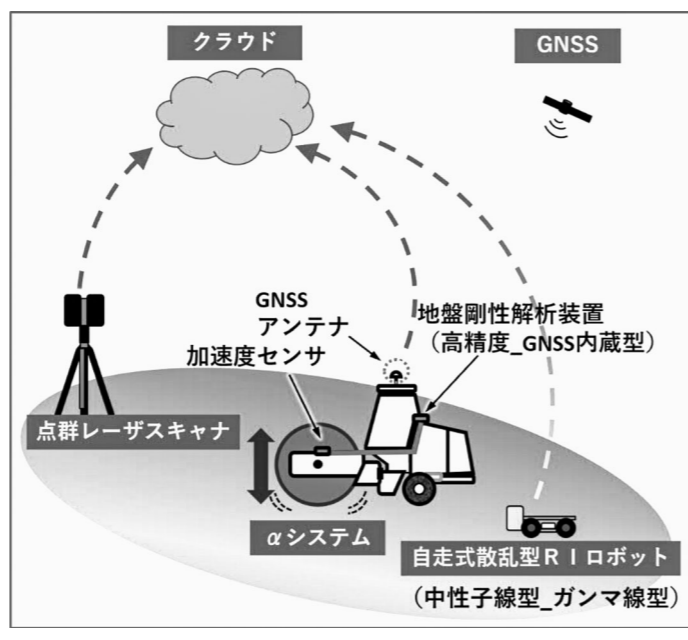 クラウド
GNSS
GNSS
アンテナ
加速度センサ
地盤剛性解析装置
（高精度_GNSS内蔵型）
点群レーザスキャナ
αシステム
自走式散乱型RIロボット
（中性子線型_ガンマ線型）